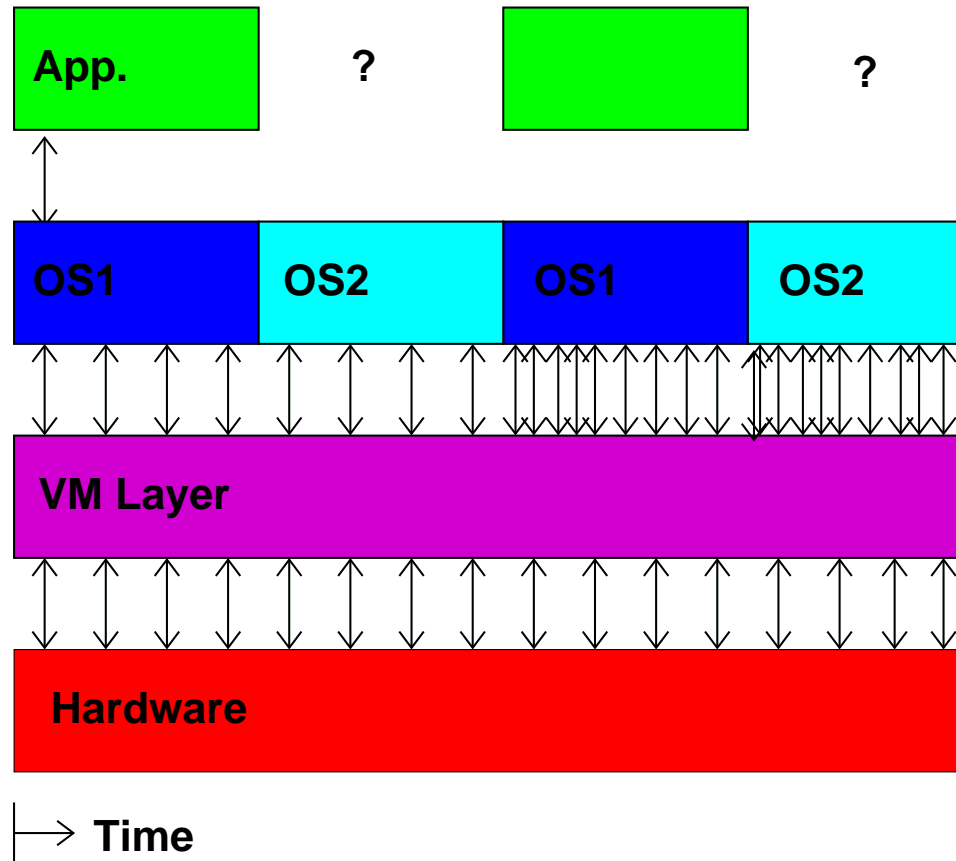 App.
?
?
OS1
OS2
OS1
OS2
VM Layer
Hardware
Time